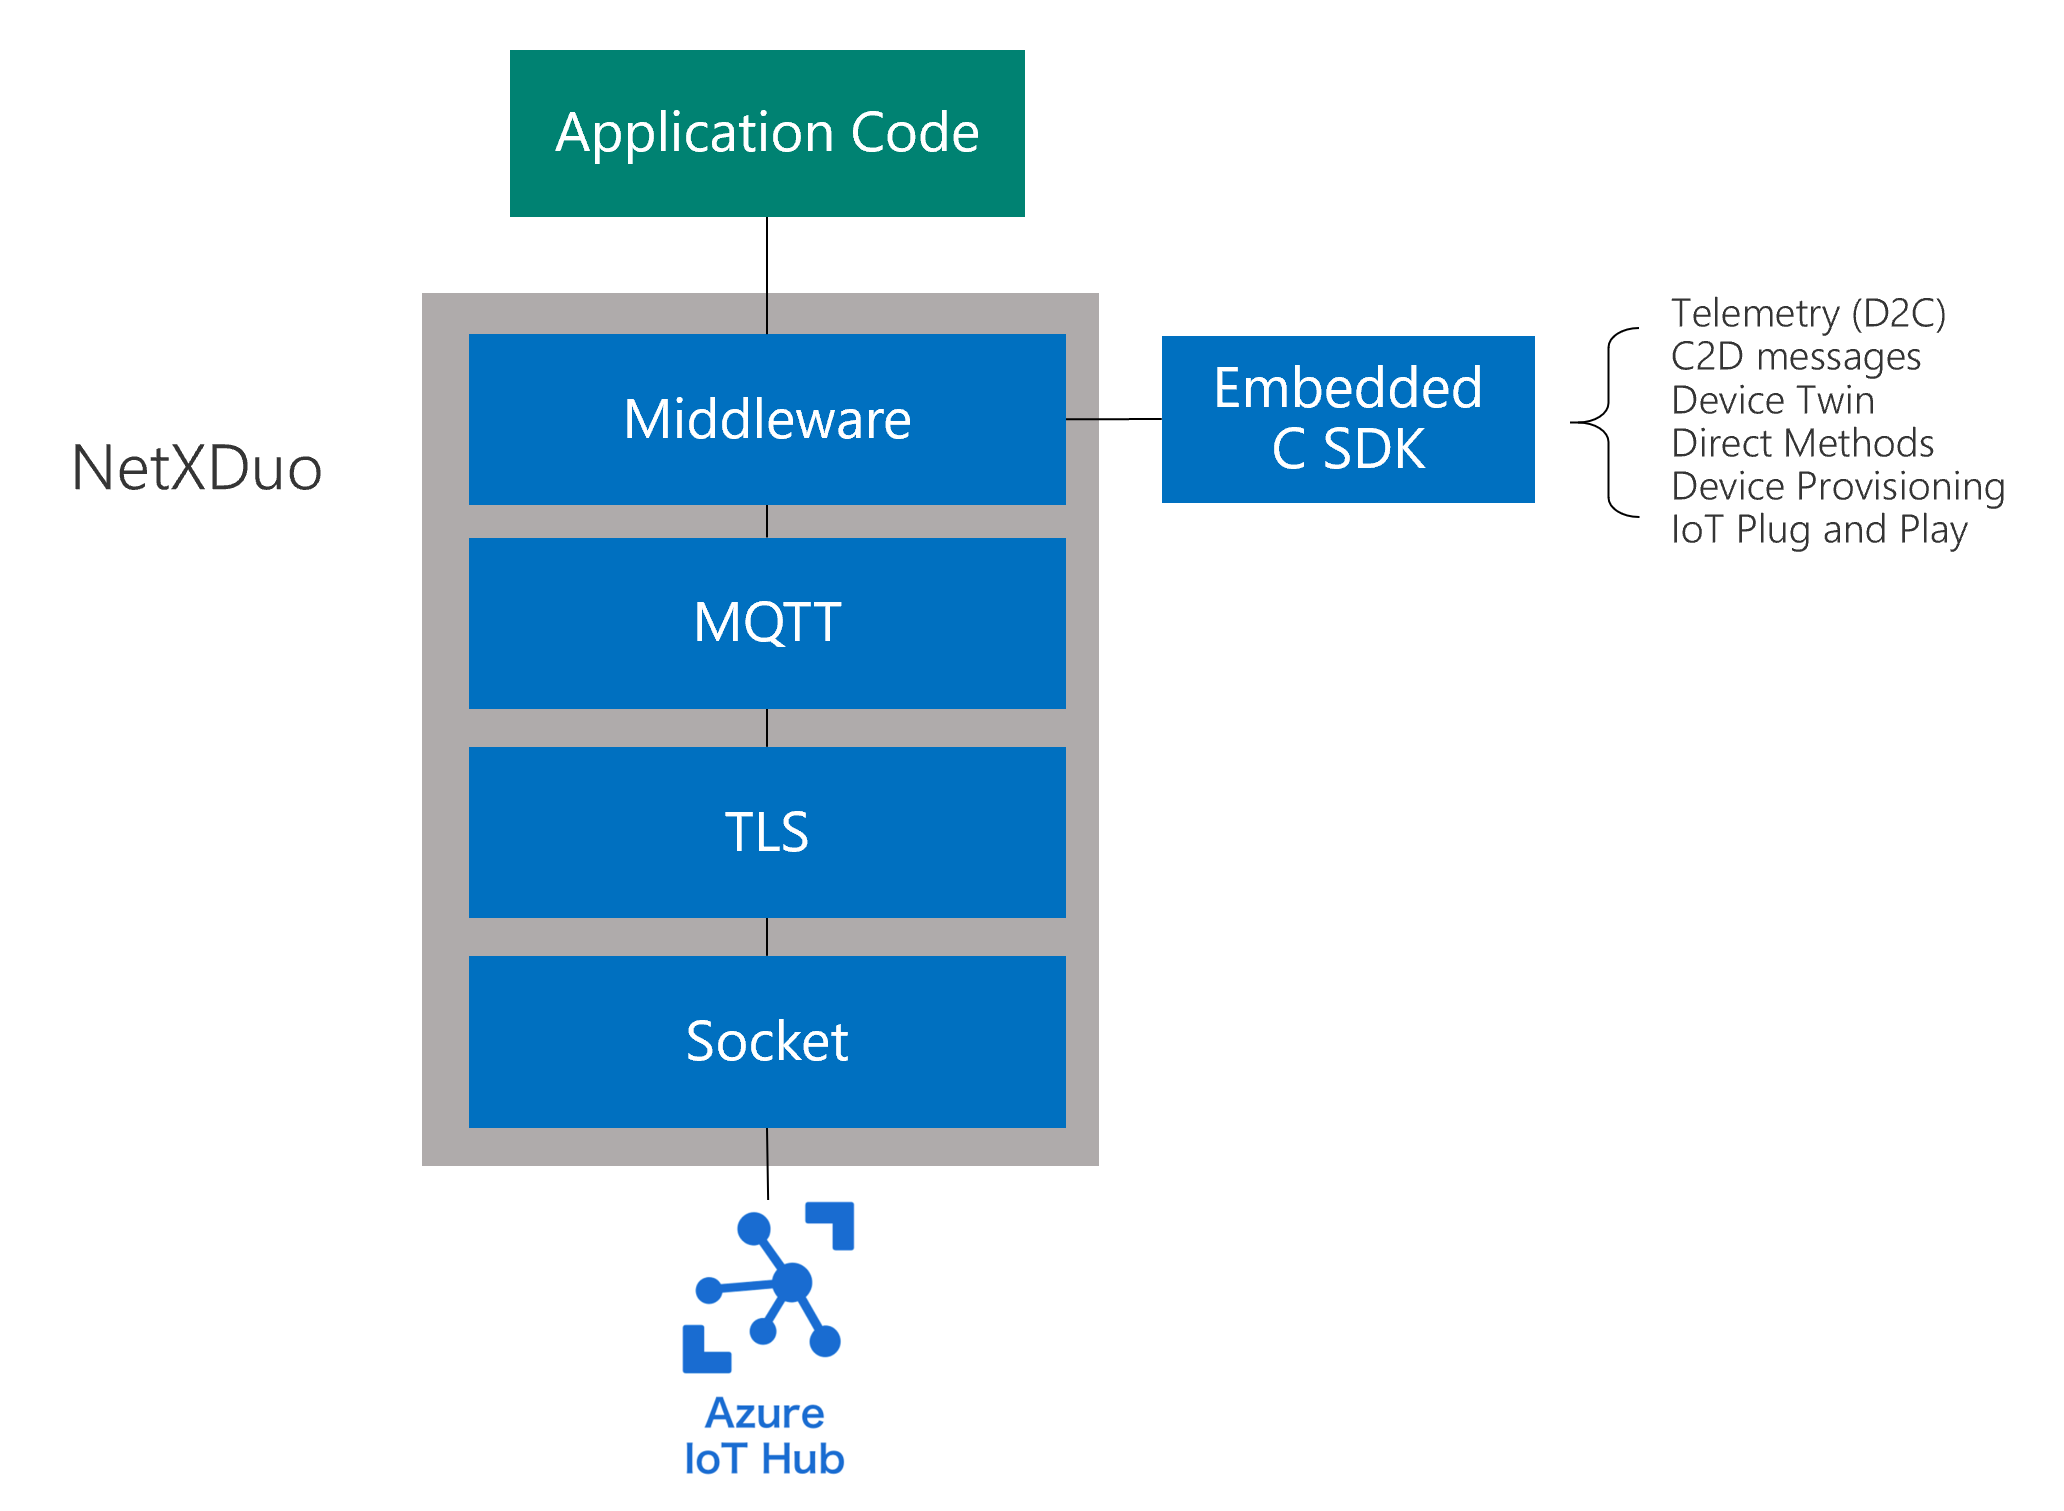 Application Code
NetXDuo
Middleware
Embedded
C SDK
Telemetry (D2C)
C2D messages
Device Twin
Direct Methods
Device Provisioning
IoT Plug and Play
MQTT
TLS
Socket
Azure
IoT Hub